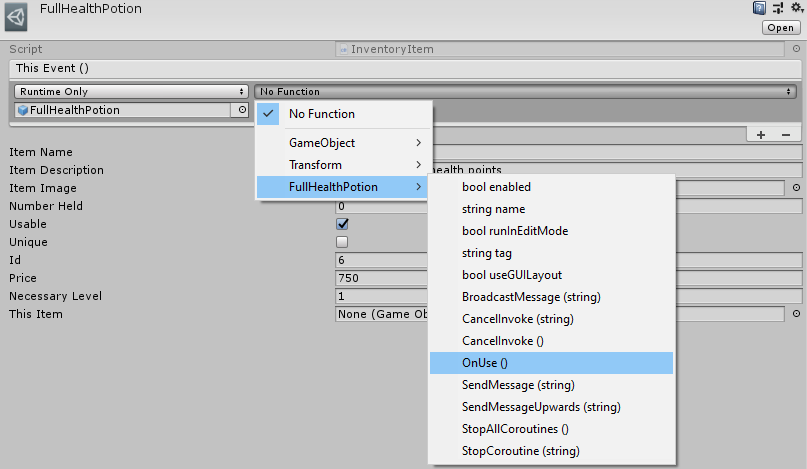 FullHealthPotion
Open
Script InventoryItem
This Event ()
Runtime Only No Function
FullHealthPotion
No Function
GameObject
Transform
FullHealthPotion
bool enabled
string name
bool runInEditMode
string tag
bool useGUILayout
BroadcastMessage (string)
CancelInvoke (string)
CancelInvoke ()
OnUse ()
SendMessage (string)
SendMessageUpwards (string)
StopAllCoroutines ()
StopCoroutine (string)
Item Name
Item Description health points
Item Image
Number Held 0
Usable
Unique
Id 6
Price 750
Necessary Level 1
This Item None (Game Ob